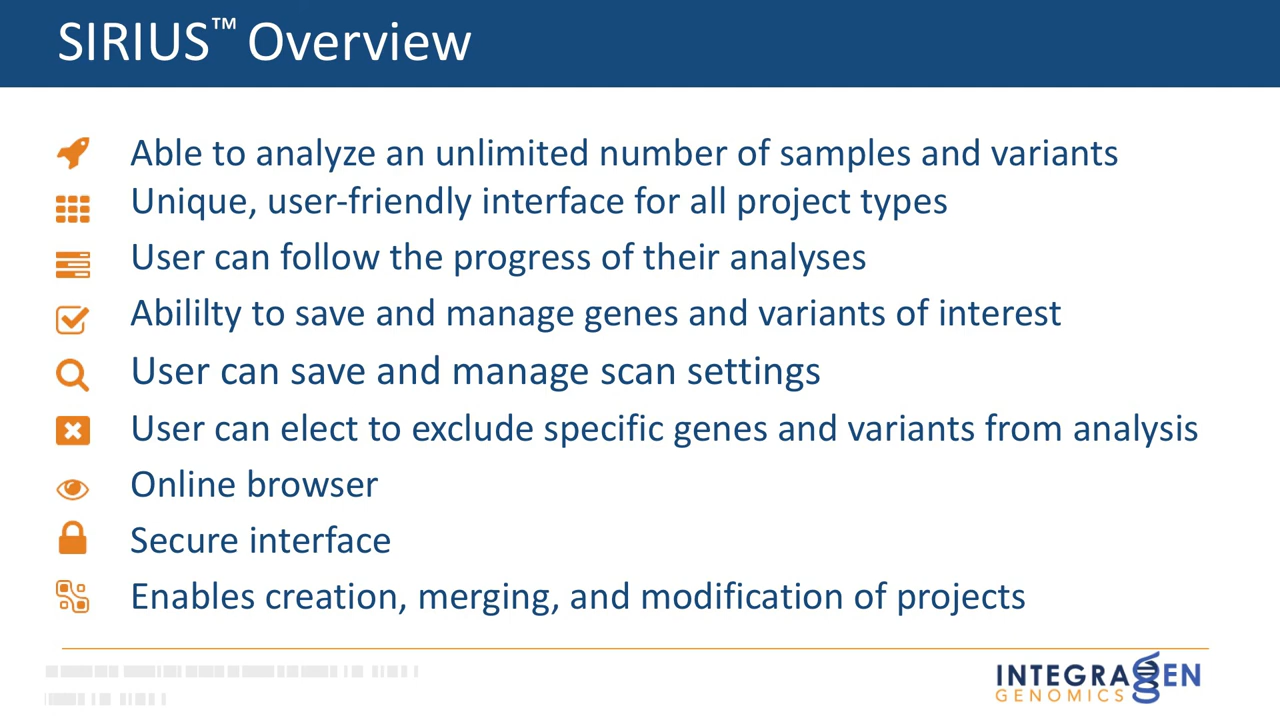 SIRIUS™ Overview
Able to analyze an unlimited number of samples and variants
Unique, user-friendly interface for all project types
User can follow the progress of their analyses
Abililty to save and manage genes and variants of interest
User can save and manage scan settings
User can elect to exclude specific genes and variants from analysis
Online browser
Secure interface
Enables creation, merging, and modification of projects
INTEGRAGEN
GENOMICS